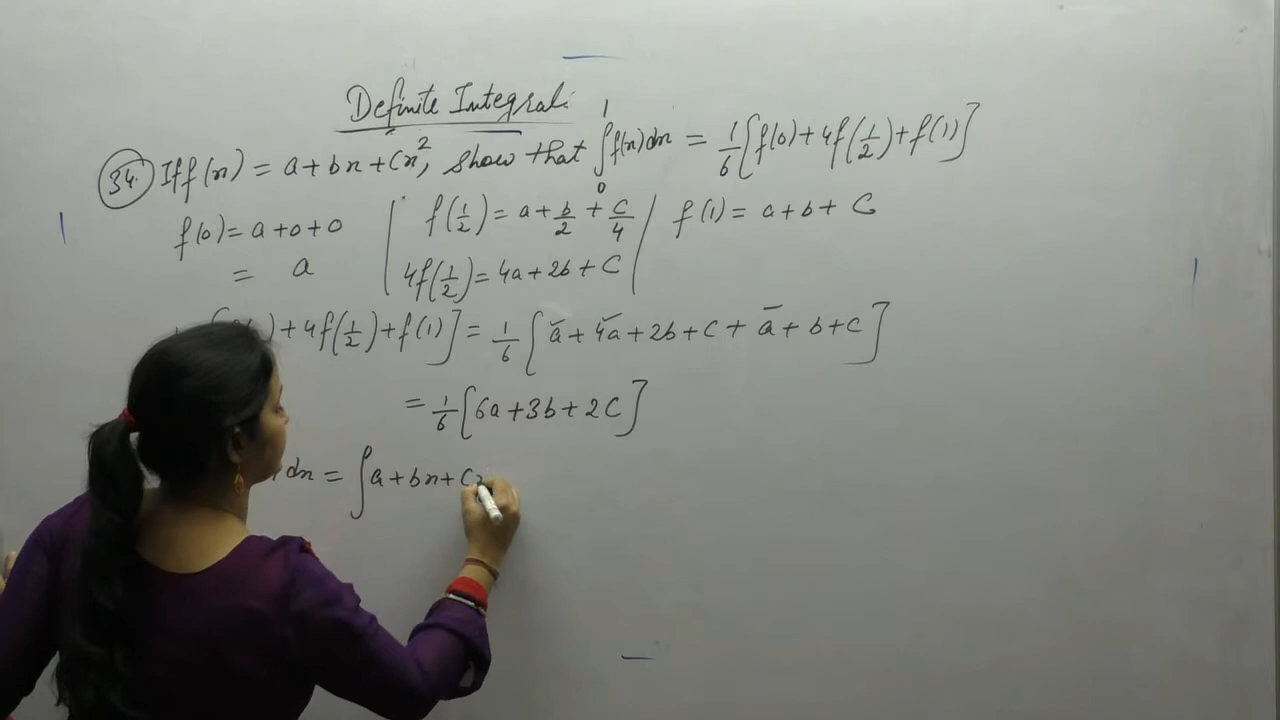 Definite Integral.
34. If f(x) = a+bx+Cx², show that ∫₀¹ f(x)dx = 1/6 [f(0)+4f(1/2)+f(1)]
f(0) = a+0+0 | f(1/2) = a+b/2+C/4 | f(1) = a+b+C
= a | 4f(1/2) = 4a+2b+C
+4f(1/2)+f(1)] = 1/6 [a+4a+2b+C+a+b+C]
= 1/6 [6a+3b+2C]
dx = ∫a+bx+C